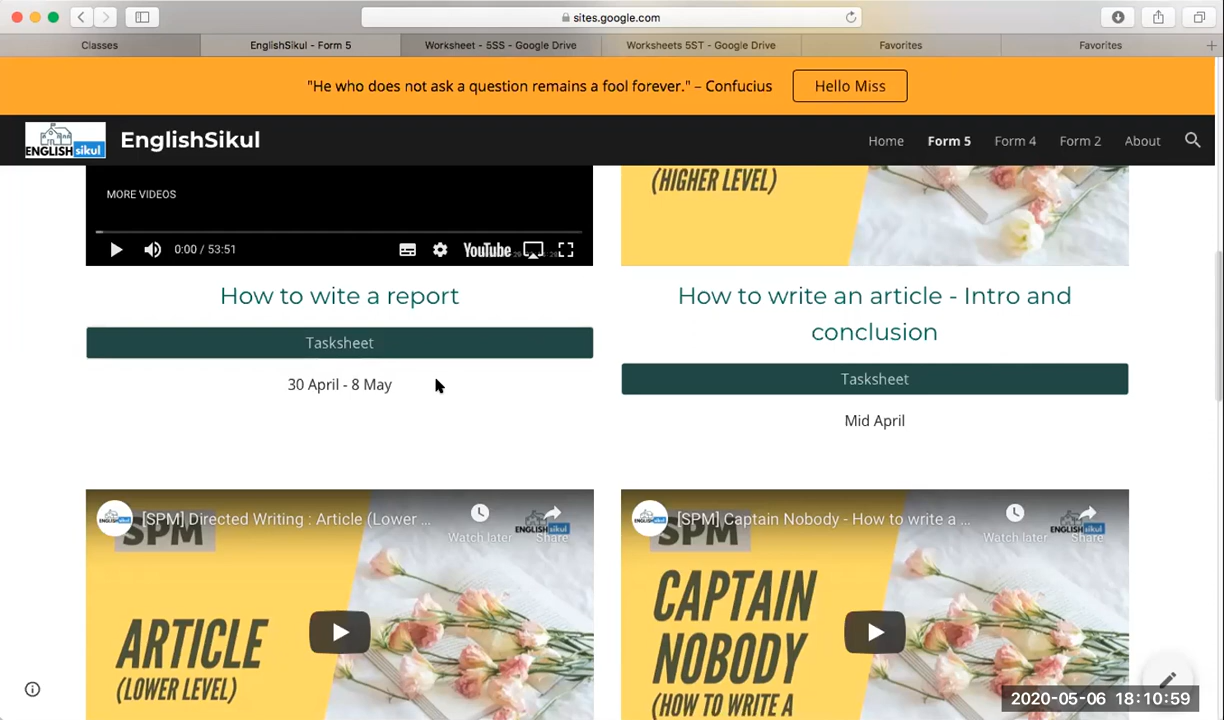 sites.google.com
Classes
EnglishSikul - Form 5
Worksheet - 5SS - Google Drive
Worksheets 5ST - Google Drive
Favorites
Favorites
"He who does not ask a question remains a fool forever." – Confucius
Hello Miss
ENGLISH sikul
EnglishSikul
Home
Form 5
Form 4
Form 2
About
MORE VIDEOS
0:00 / 53:51
YouTube
(HIGHER LEVEL)
How to wite a report
Tasksheet
30 April - 8 May
How to write an article - Intro and
conclusion
Tasksheet
Mid April
[SPM] Directed Writing : Article (Lower ...
Watch later
Share
ENGLISH sikul
SPM
ARTICLE
(LOWER LEVEL)
[SPM] Captain Nobody - How to write a ...
Watch later
Share
ENGLISH sikul
SPM
CAPTAIN
NOBODY
(HOW TO WRITE A
2020-05-06 18:10:59